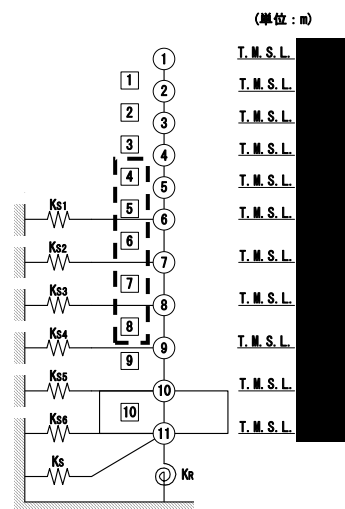 (単位：m)
① T.M.S.L.
1
② T.M.S.L.
2
③ T.M.S.L.
3
④ T.M.S.L.
4
⑤ T.M.S.L.
5
Ks1 ⑥ T.M.S.L.
6
Ks2 ⑦ T.M.S.L.
7
Ks3 ⑧ T.M.S.L.
8
Ks4 ⑨ T.M.S.L.
9
Ks5 ⑩ T.M.S.L.
10
Ks6 ⑪ T.M.S.L.
Ks KR